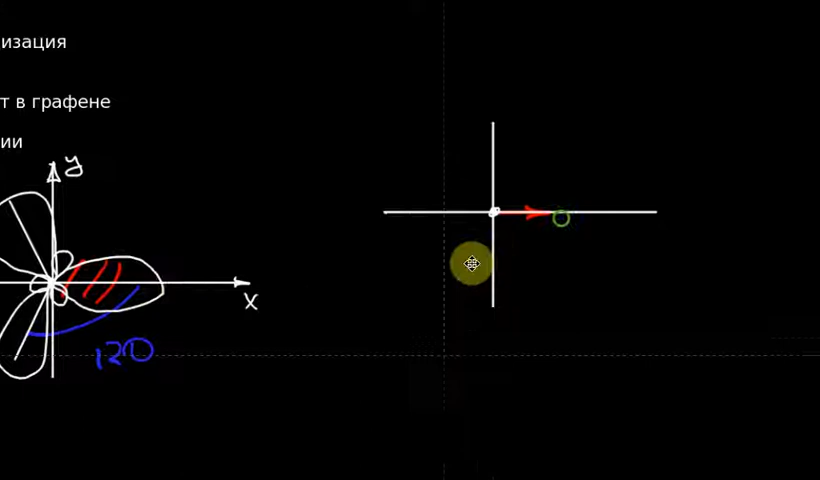 изация
т в графене
ии
y
x
120